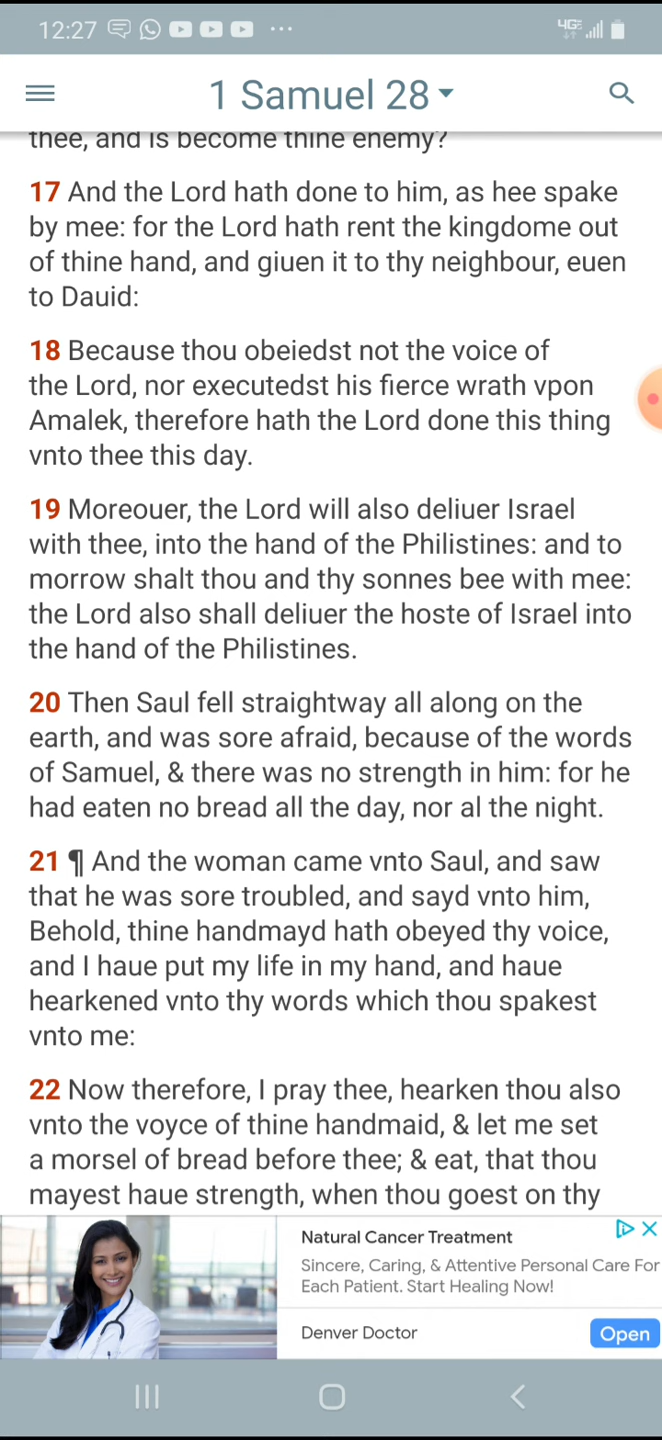 12:27
4GE
1 Samuel 28
thee, and is become thine enemy?
17 And the Lord hath done to him, as hee spake
by mee: for the Lord hath rent the kingdome out
of thine hand, and giuen it to thy neighbour, euen
to Dauid:
18 Because thou obeiedst not the voice of
the Lord, nor executedst his fierce wrath vpon
Amalek, therefore hath the Lord done this thing
vnto thee this day.
19 Moreouer, the Lord will also deliuer Israel
with thee, into the hand of the Philistines: and to
morrow shalt thou and thy sonnes bee with mee:
the Lord also shall deliuer the hoste of Israel into
the hand of the Philistines.
20 Then Saul fell straightway all along on the
earth, and was sore afraid, because of the words
of Samuel, & there was no strength in him: for he
had eaten no bread all the day, nor al the night.
21 ¶ And the woman came vnto Saul, and saw
that he was sore troubled, and sayd vnto him,
Behold, thine handmayd hath obeyed thy voice,
and I haue put my life in my hand, and haue
hearkened vnto thy words which thou spakest
vnto me:
22 Now therefore, I pray thee, hearken thou also
vnto the voyce of thine handmaid, & let me set
a morsel of bread before thee; & eat, that thou
mayest haue strength, when thou goest on thy
Natural Cancer Treatment
Sincere, Caring, & Attentive Personal Care For
Each Patient. Start Healing Now!
Denver Doctor
Open